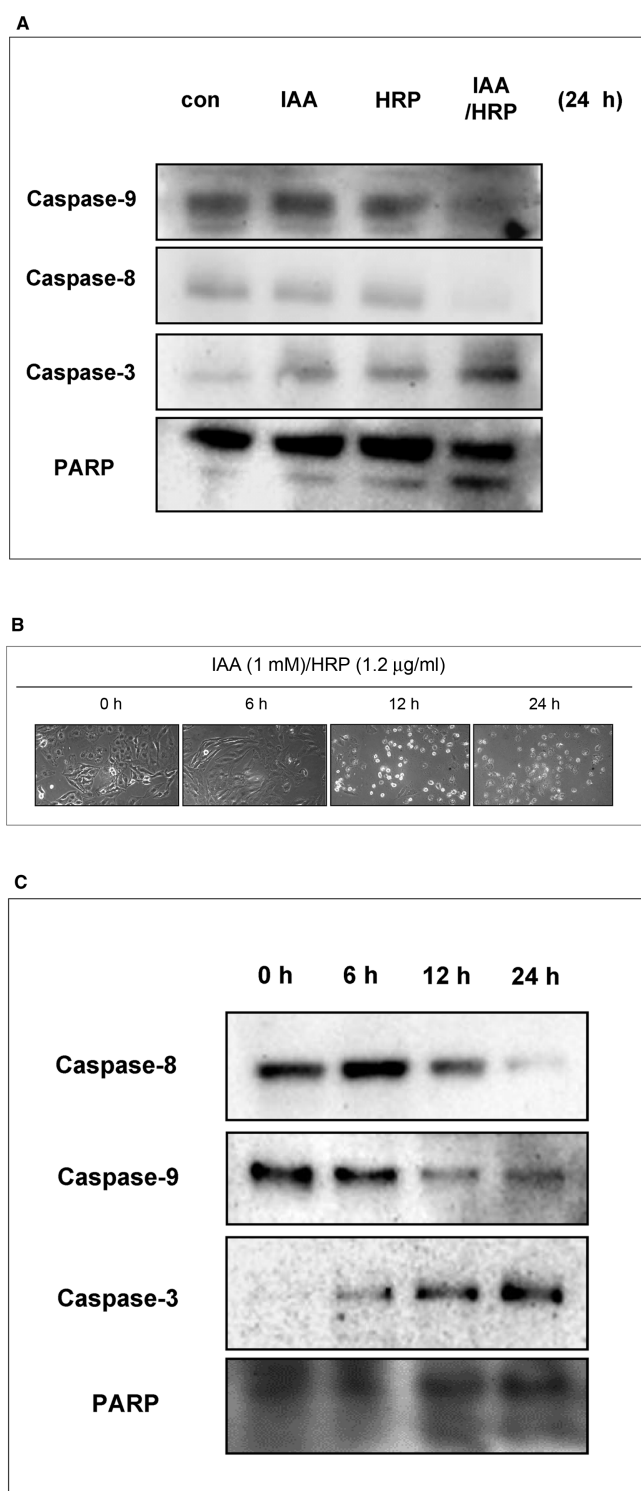 A
con IAA HRP IAA /HRP (24 h)
Caspase-9
Caspase-8
Caspase-3
PARP
B
IAA (1 mM)/HRP (1.2 μg/ml)
0 h 6 h 12 h 24 h
C
0 h 6 h 12 h 24 h
Caspase-8
Caspase-9
Caspase-3
PARP